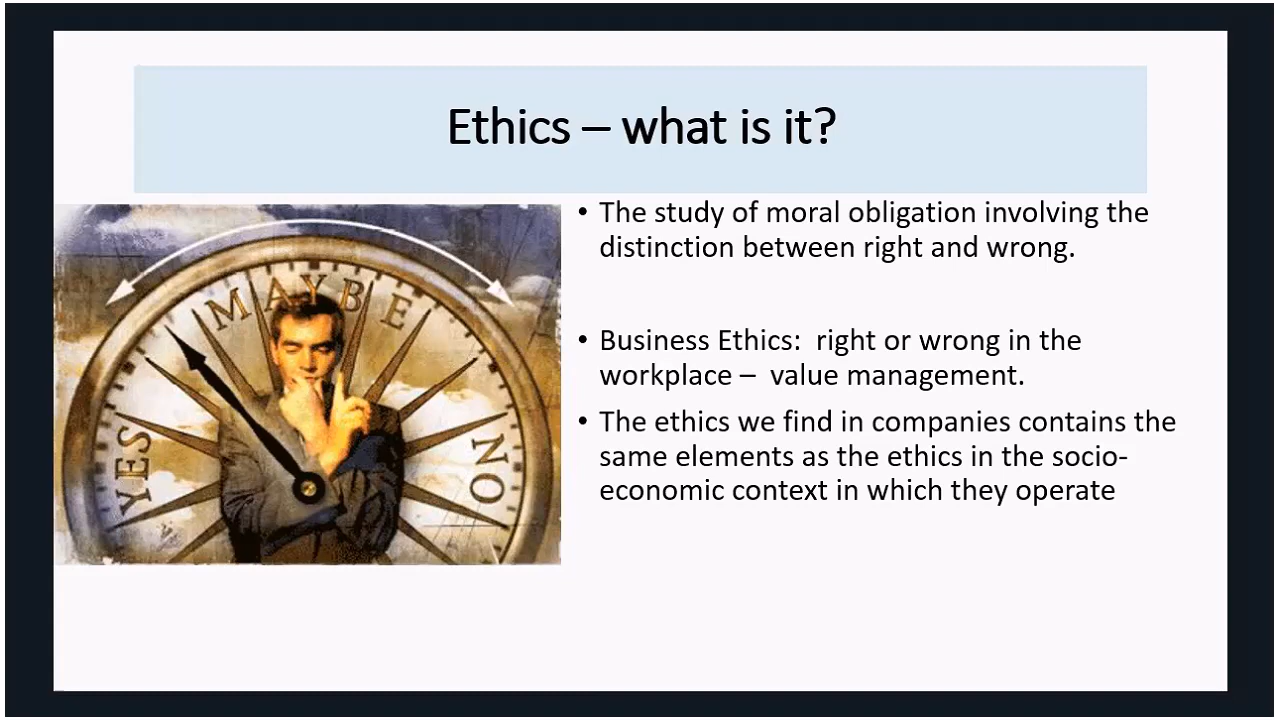 Ethics – what is it?
MAYBE
YES
NO
• The study of moral obligation involving the
distinction between right and wrong.
• Business Ethics:  right or wrong in the
workplace –  value management.
• The ethics we find in companies contains the
same elements as the ethics in the socio-
economic context in which they operate